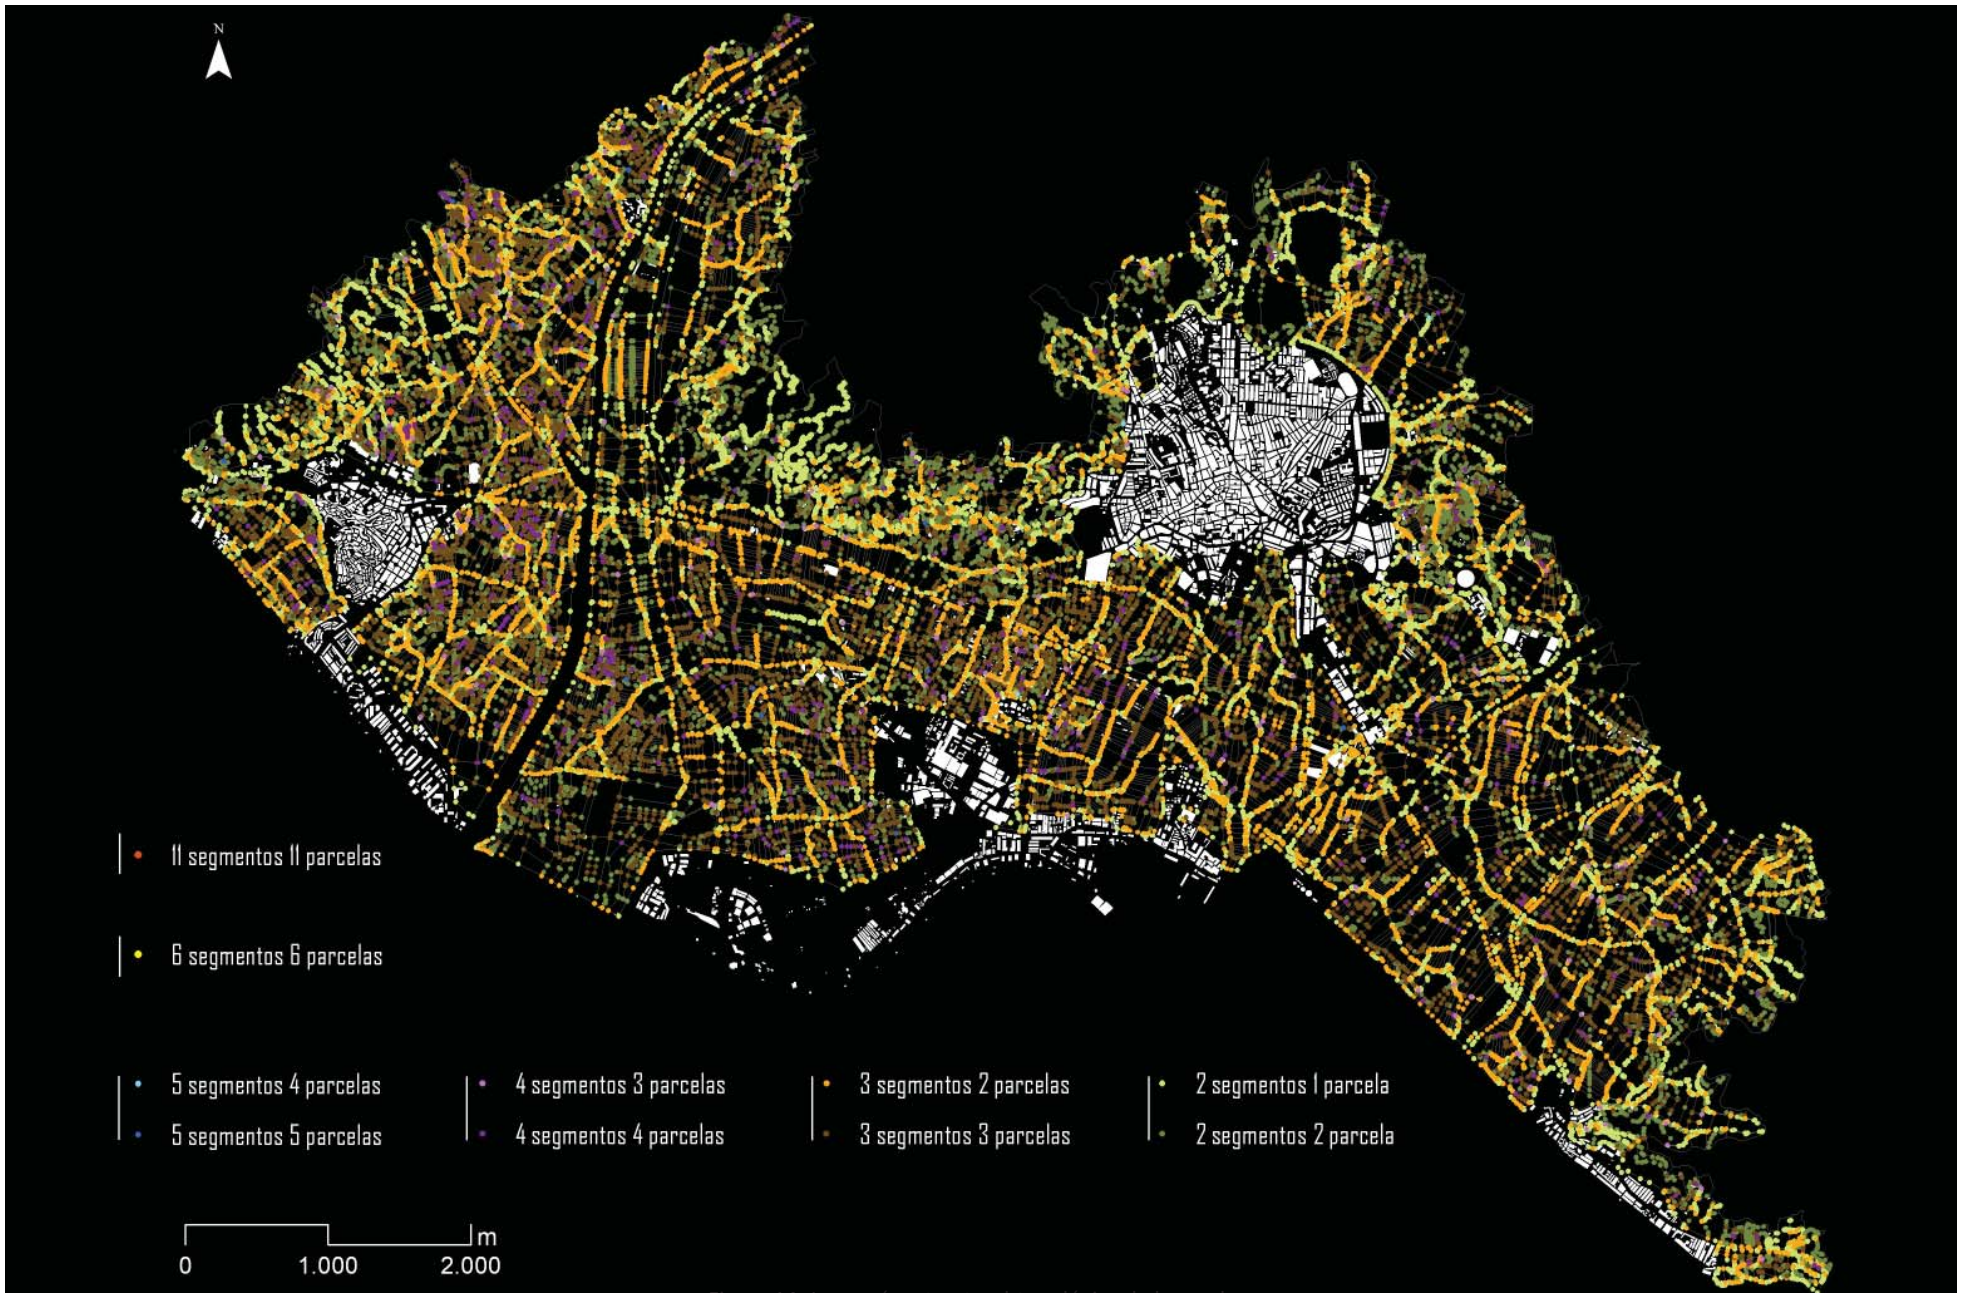 N
11 segmentos 11 parcelas
6 segmentos 6 parcelas
5 segmentos 4 parcelas
4 segmentos 3 parcelas
3 segmentos 2 parcelas
2 segmentos 1 parcela
5 segmentos 5 parcelas
4 segmentos 4 parcelas
3 segmentos 3 parcelas
2 segmentos 2 parcela
m
0 1.000 2.000